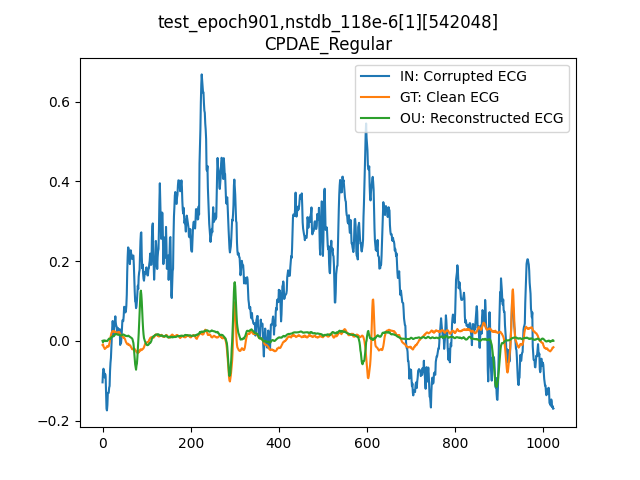 test_epoch901,nstdb_118e-6[1][542048]
CPDAE_Regular
IN: Corrupted ECG
GT: Clean ECG
OU: Reconstructed ECG
0.6
0.4
0.2
0.0
−0.2
0 200 400 600 800 1000